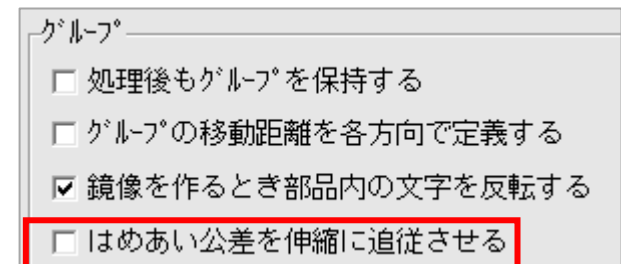 グループ
処理後もグループを保持する
グループの移動距離を各方向で定義する
鏡像を作るとき部品内の文字を反転する
はめあい公差を伸縮に追従させる